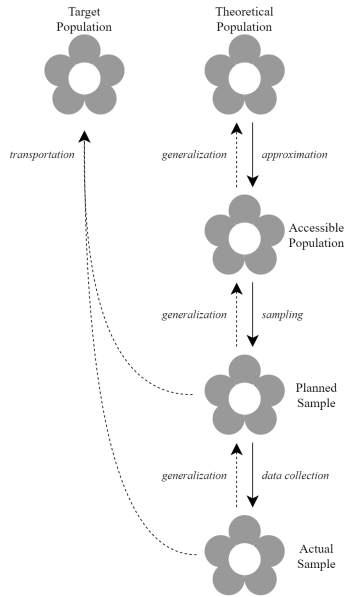 Target
Population
Theoretical
Population
transportation
generalization
approximation
Accessible
Population
generalization
sampling
Planned
Sample
generalization
data collection
Actual
Sample